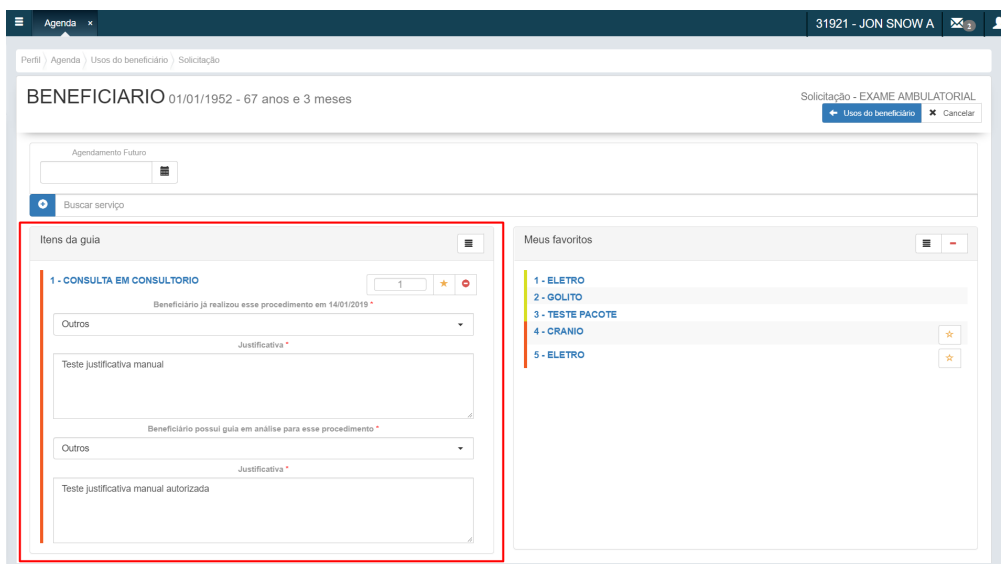 Agenda ×
31921 - JON SNOW A
2
Perfil Agenda Usos do beneficiário Solicitação
BENEFICIARIO 01/01/1952 - 67 anos e 3 meses
Solicitação - EXAME AMBULATORIAL
Usos do beneficiário
Cancelar
Agendamento Futuro
Buscar serviço
Itens da guia
1 - CONSULTA EM CONSULTORIO
1
Beneficiário já realizou esse procedimento em 14/01/2019 *
Outros
Justificativa *
Teste justificativa manual
Beneficiário possui guia em análise para esse procedimento *
Outros
Justificativa *
Teste justificativa manual autorizada
Meus favoritos
1 - ELETRO
2 - GOLITO
3 - TESTE PACOTE
4 - CRANIO
5 - ELETRO